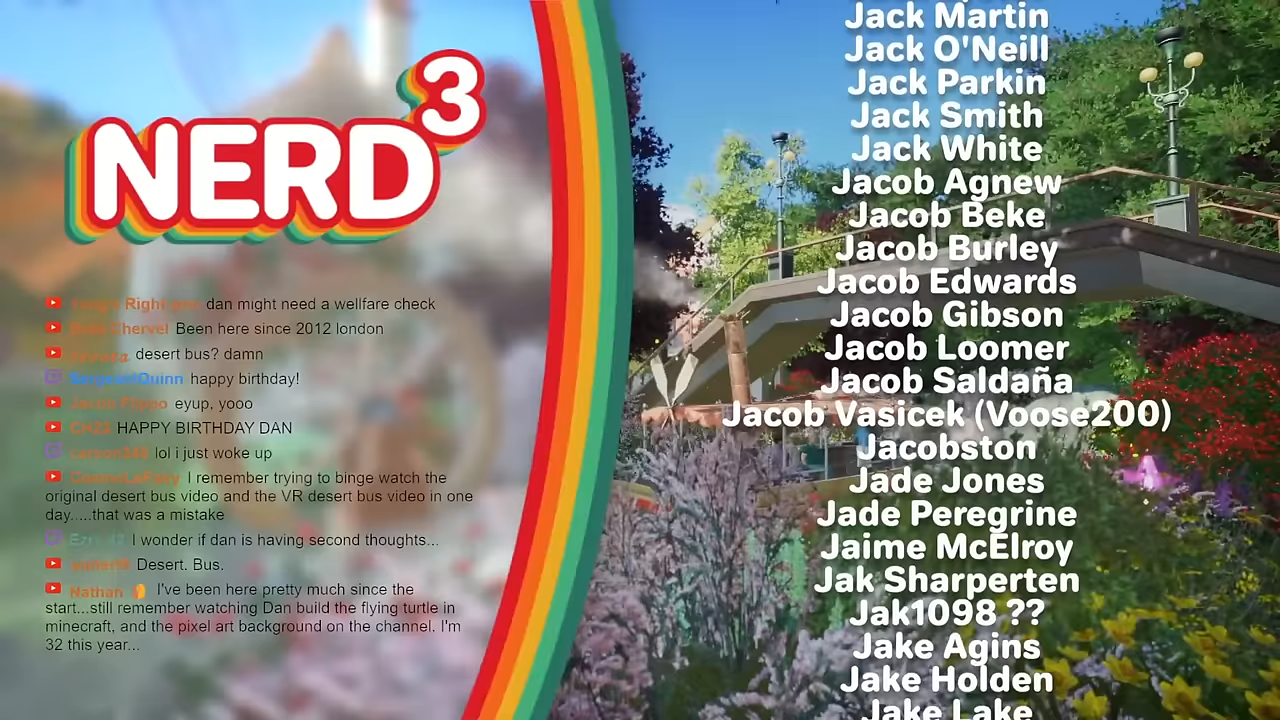 NERD³
dan might need a wellfare check
Chervel Been here since 2012 london
desert bus? damn
SergeantQuinn happy birthday!
Jacob Flippo eyup, yooo
CH23 HAPPY BIRTHDAY DAN
lol i just woke up
I remember trying to binge watch the
original desert bus video and the VR desert bus video in one
day.....that was a mistake
I wonder if dan is having second thoughts...
Desert. Bus.
Nathan I've been here pretty much since the
start...still remember watching Dan build the flying turtle in
minecraft, and the pixel art background on the channel. I'm
32 this year...
Jack Martin
Jack O'Neill
Jack Parkin
Jack Smith
Jack White
Jacob Agnew
Jacob Beke
Jacob Burley
Jacob Edwards
Jacob Gibson
Jacob Loomer
Jacob Saldaña
Jacob Vasicek (Voose200)
Jacobston
Jade Jones
Jade Peregrine
Jaime McElroy
Jak Sharperten
Jak1098 ??
Jake Agins
Jake Holden
Jake Lake